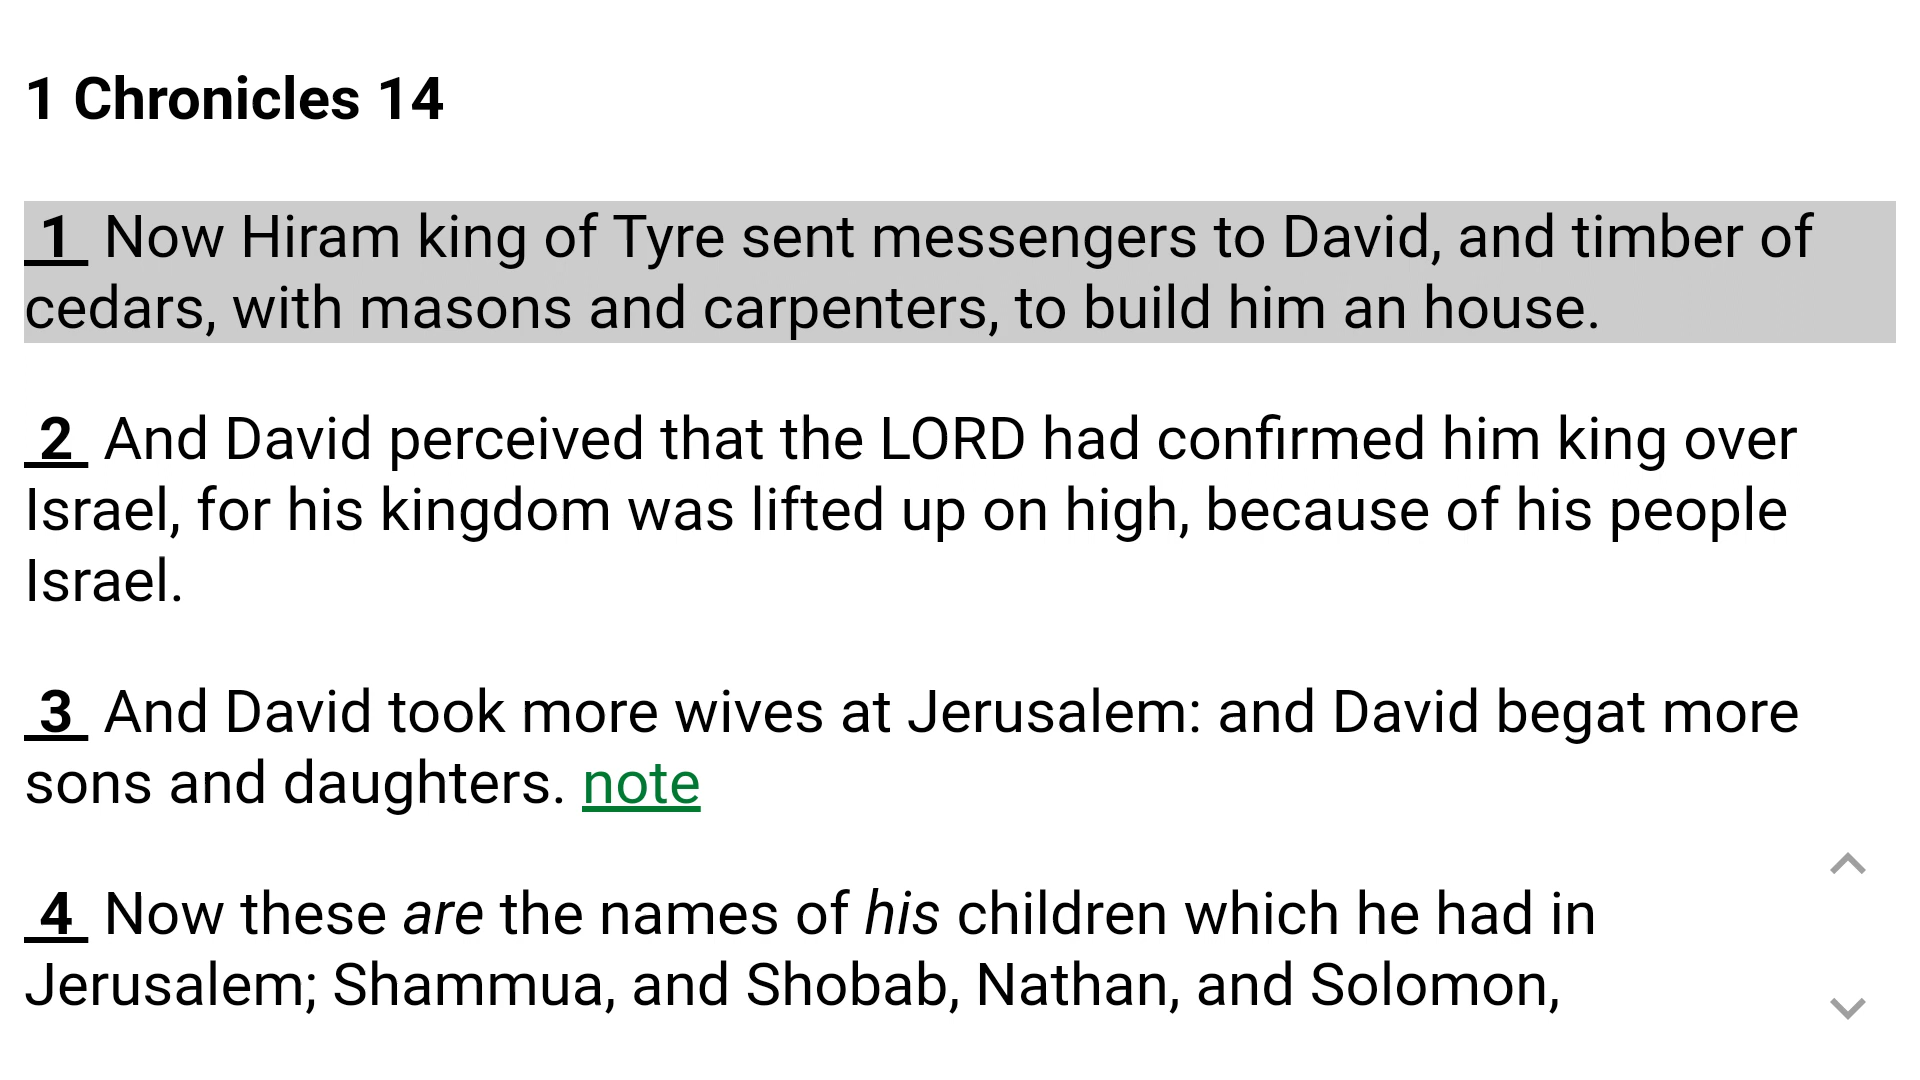 1 Chronicles 14
1 Now Hiram king of Tyre sent messengers to David, and timber of
cedars, with masons and carpenters, to build him an house.
2 And David perceived that the LORD had confirmed him king over
Israel, for his kingdom was lifted up on high, because of his people
Israel.
3 And David took more wives at Jerusalem: and David begat more
sons and daughters. note
4 Now these are the names of his children which he had in
Jerusalem; Shammua, and Shobab, Nathan, and Solomon,